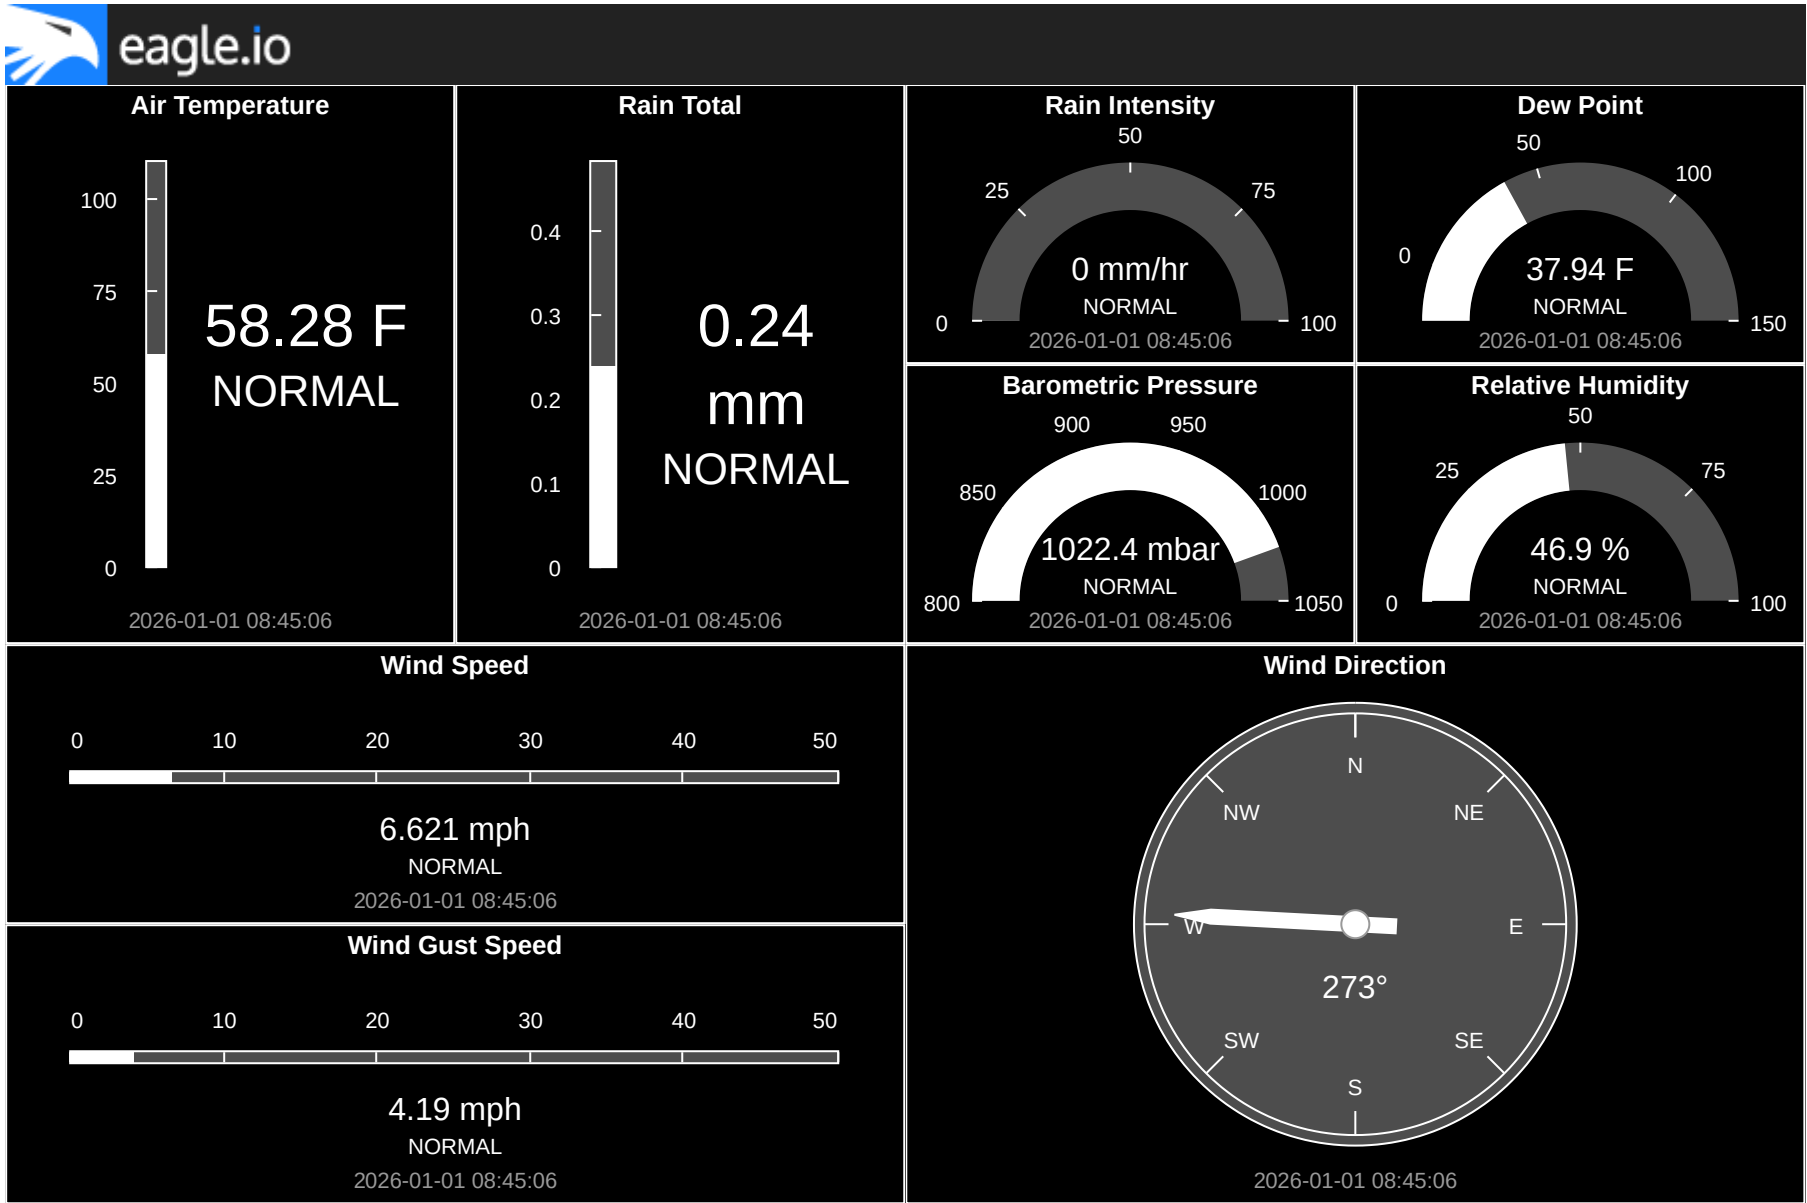 eagle.io
Air Temperature
100
75
50
25
0
58.28 F
NORMAL
2026-01-01 08:45:06
Rain Total
0.4
0.3
0.2
0.1
0
0.24
mm
NORMAL
2026-01-01 08:45:06
Rain Intensity
0
25
50
75
100
0 mm/hr
NORMAL
2026-01-01 08:45:06
Dew Point
0
50
100
150
37.94 F
NORMAL
2026-01-01 08:45:06
Barometric Pressure
800
850
900
950
1000
1050
1022.4 mbar
NORMAL
2026-01-01 08:45:06
Relative Humidity
0
25
50
75
100
46.9 %
NORMAL
2026-01-01 08:45:06
Wind Speed
0 10 20 30 40 50
6.621 mph
NORMAL
2026-01-01 08:45:06
Wind Gust Speed
0 10 20 30 40 50
4.19 mph
NORMAL
2026-01-01 08:45:06
Wind Direction
N
NW NE
W E
273°
SW SE
S
2026-01-01 08:45:06